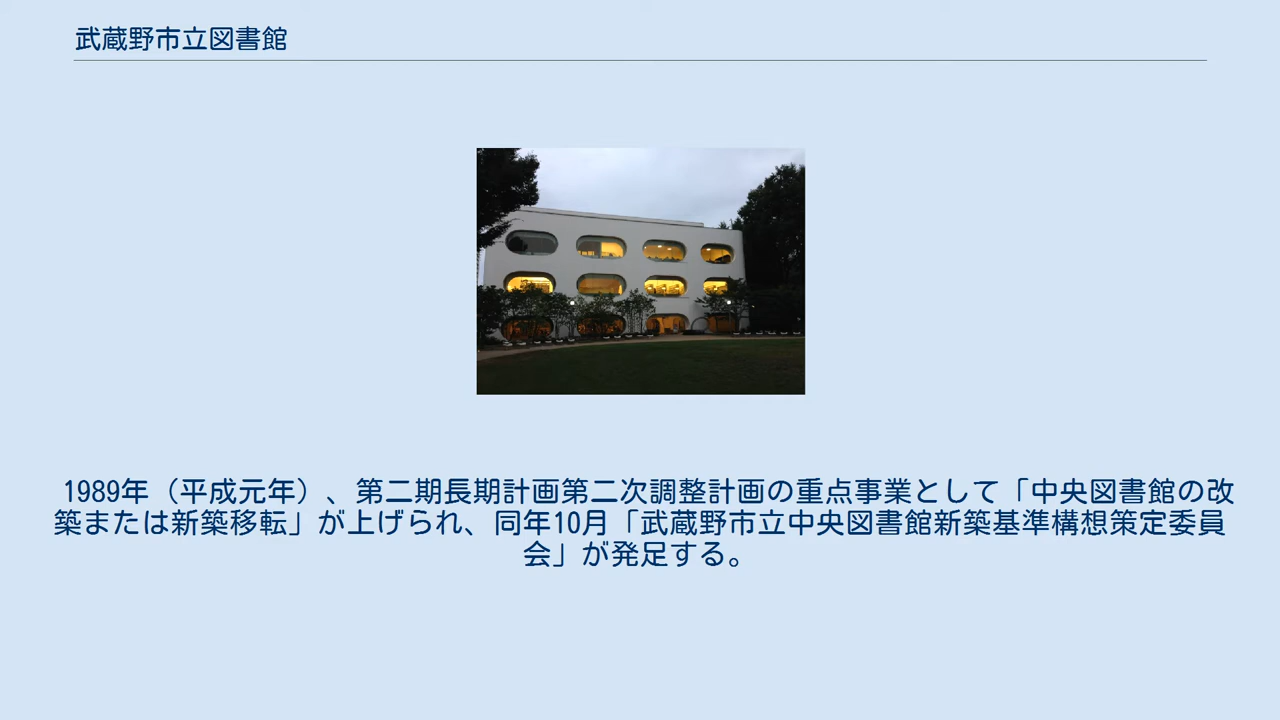 武蔵野市立図書館
1989年（平成元年）、第二期長期計画第二次調整計画の重点事業として「中央図書館の改
築または新築移転」が上げられ、同年10月「武蔵野市立中央図書館新築基準構想策定委員
会」が発足する。